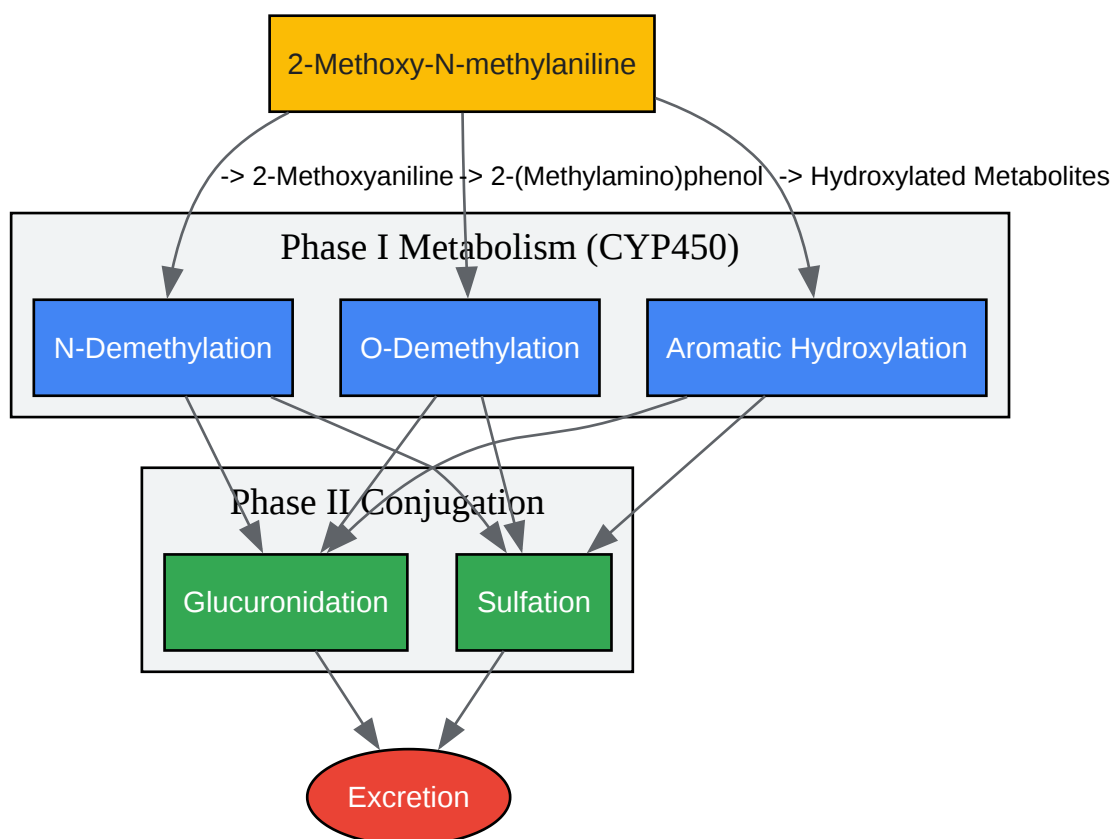 2-Methoxy-N-methylaniline
-> 2-Methoxyaniline
-> 2-(Methylamino)phenol
-> Hydroxylated Metabolites
Phase I Metabolism (CYP450)
N-Demethylation
O-Demethylation
Aromatic Hydroxylation
Phase II Conjugation
Glucuronidation
Sulfation
Excretion